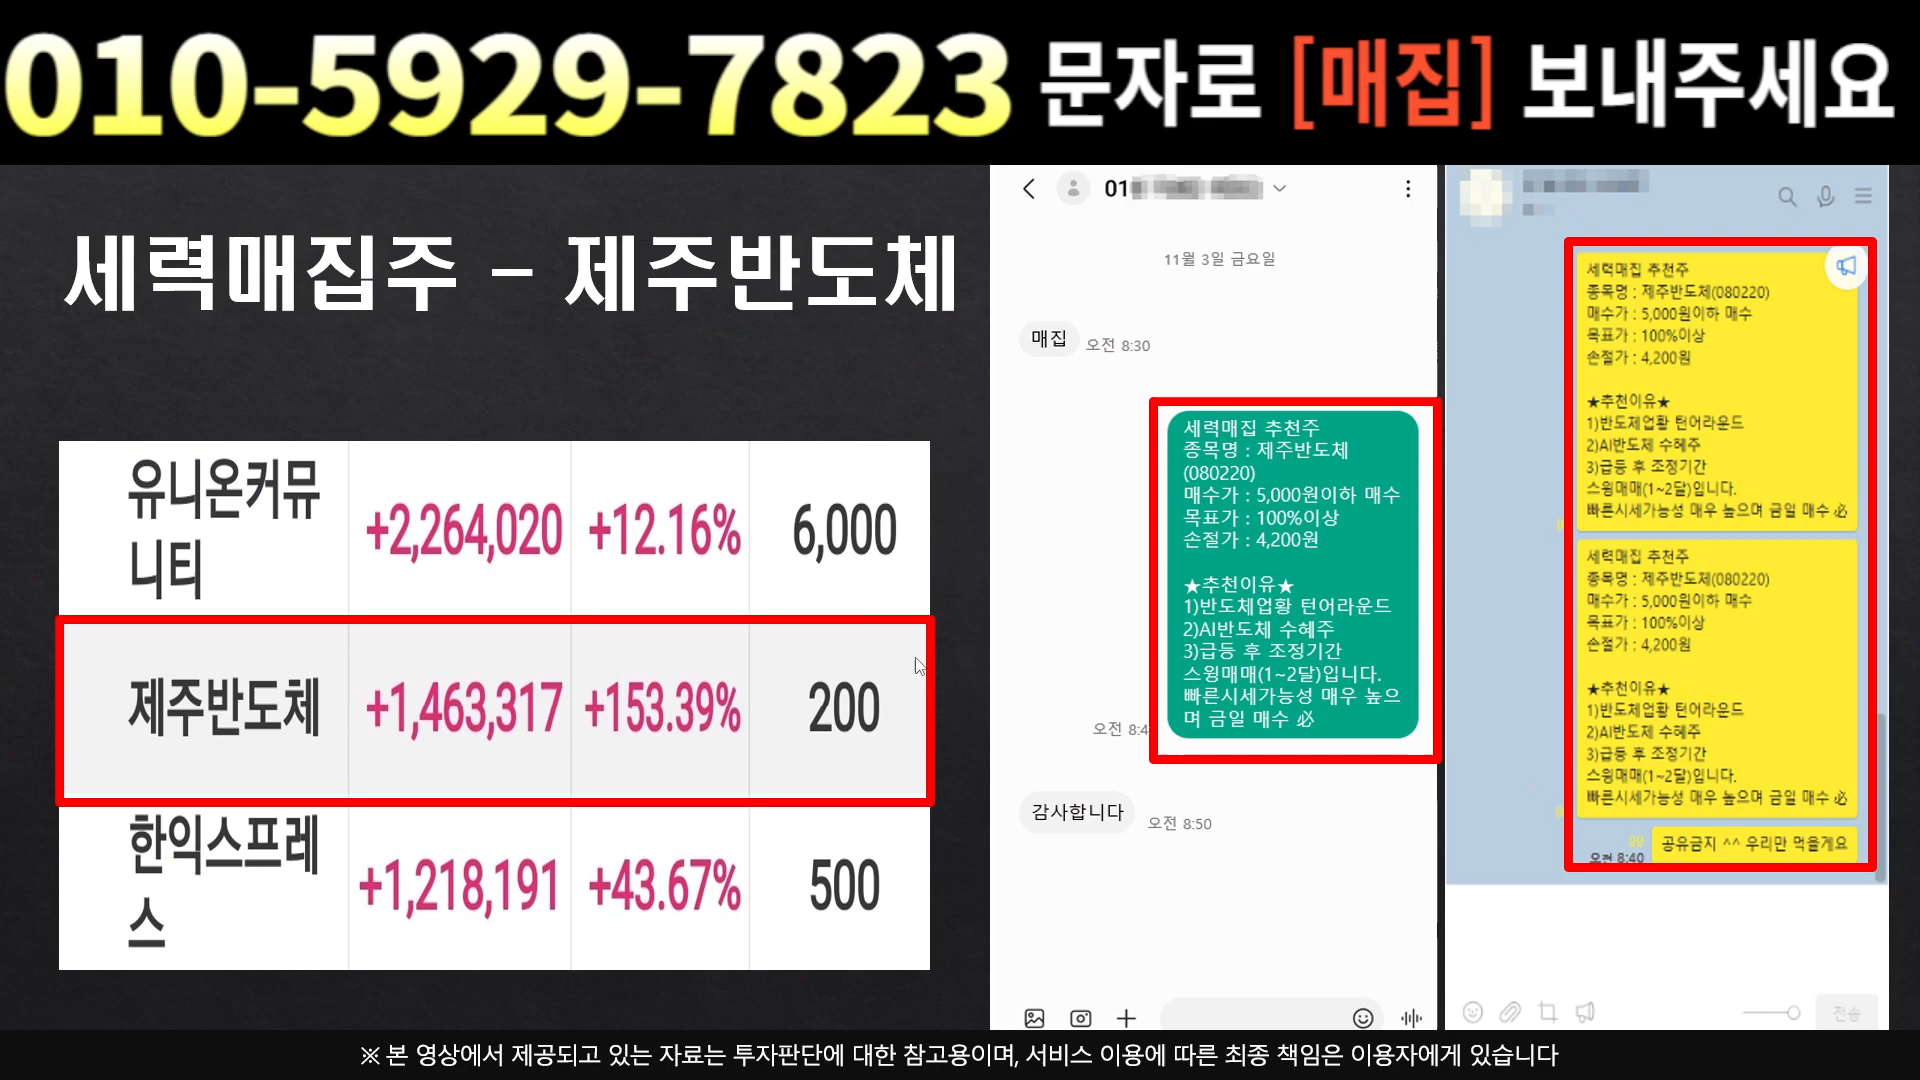 010-5929-7823 문자로 [매집] 보내주세요
세력매집주 - 제주반도체
유니온커뮤
니티
+2,264,020 +12.16% 6,000
제주반도체 +1,463,317 +153.39% 200
한익스프레
스
+1,218,191 +43.67% 500
01
11월 3일 금요일
매집 오전 8:30
세력매집 추천주
종목명 : 제주반도체
(080220)
매수가 : 5,000원이하 매수
목표가 : 100%이상
손절가 : 4,200원
★추천이유★
1)반도체업황 턴어라운드
2)AI반도체 수혜주
3)급등 후 조정기간
스윙매매(1~2달)입니다.
빠른시세가능성 매우 높으
며 금일 매수 必
오전 8:4
감사합니다 오전 8:50
세력매집 추천주
종목명 : 제주반도체(080220)
매수가 : 5,000원이하 매수
목표가 : 100%이상
손절가 : 4,200원
★추천이유★
1)반도체업황 턴어라운드
2)AI반도체 수혜주
3)급등 후 조정기간
스윙매매(1~2달)입니다.
빠른시세가능성 매우 높으며 금일 매수 必
세력매집 추천주
종목명 : 제주반도체(080220)
매수가 : 5,000원이하 매수
목표가 : 100%이상
손절가 : 4,200원
★추천이유★
1)반도체업황 턴어라운드
2)AI반도체 수혜주
3)급등 후 조정기간
스윙매매(1~2달)입니다.
빠른시세가능성 매우 높으며 금일 매수 必
오전 8:40 공유금지 ^^ 우리만 먹을게요
전송
※ 본 영상에서 제공되고 있는 자료는 투자판단에 대한 참고용이며, 서비스 이용에 따른 최종 책임은 이용자에게 있습니다